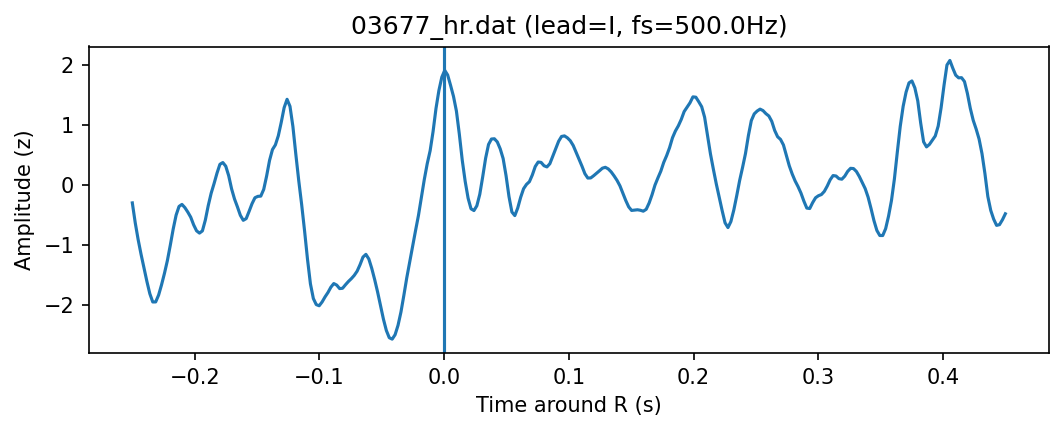 03677_hr.dat (lead=I, fs=500.0Hz)
Amplitude (z)
2
1
0
−1
−2
−0.2 −0.1 0.0 0.1 0.2 0.3 0.4
Time around R (s)